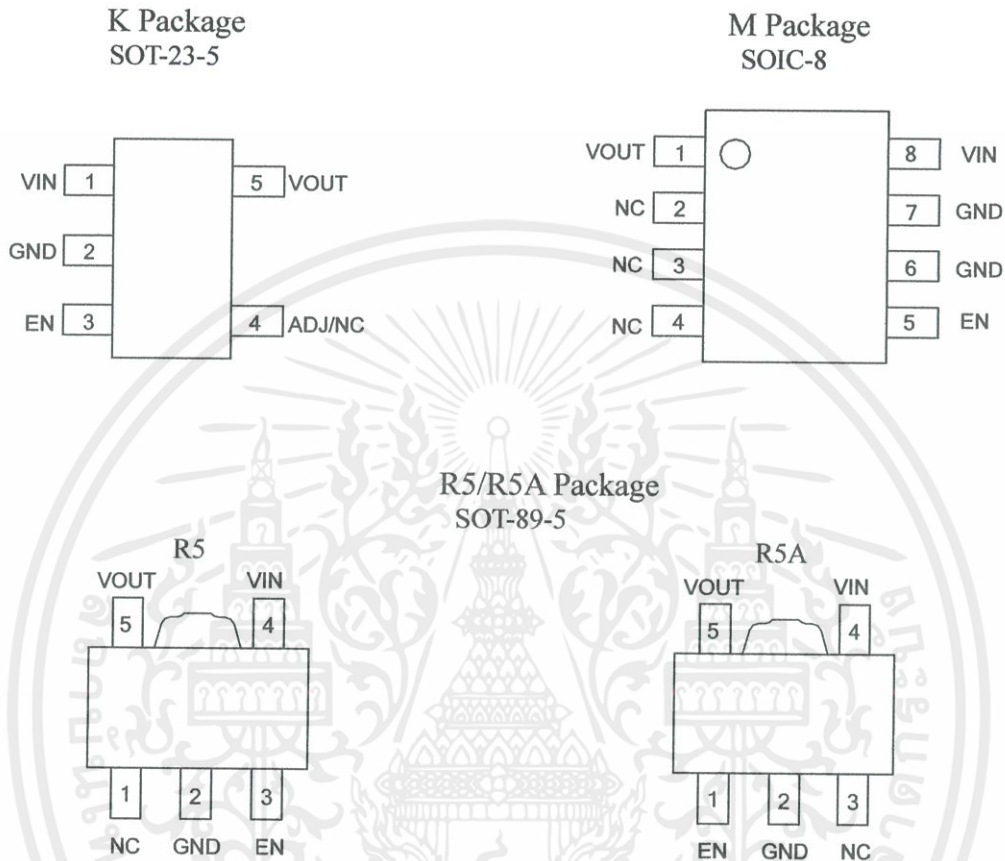 K Package
SOT-23-5
M Package
SOIC-8
VIN 1
5 VOUT
GND 2
EN 3
4 ADJ/NC
VOUT 1
8 VIN
NC 2
7 GND
NC 3
6 GND
NC 4
5 EN
R5/R5A Package
SOT-89-5
R5
VOUT VIN
5 4
1 2 3
NC GND EN
R5A
VOUT VIN
5 4
1 2 3
EN GND NC